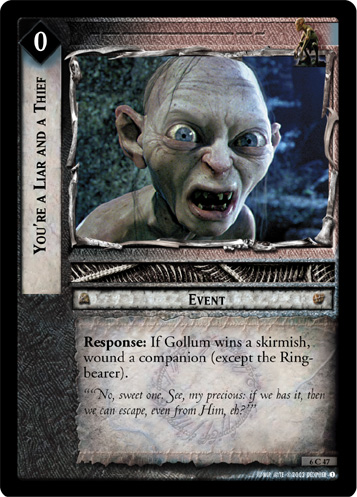 0
You're a Liar and a Thief
Event
Response: If Gollum wins a skirmish,
wound a companion (except the Ring-
bearer).
“‘No, sweet one. See, my precious: if we has it, then
we can escape, even from Him, eh?’”
6 C 47